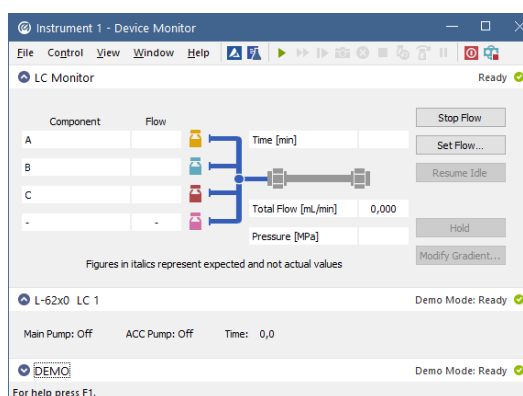 Instrument 1 - Device Monitor
File Control View Window Help
LC Monitor Ready
Component Flow
A
B
C
- -
Time [min]
Total Flow [mL/min] 0,000
Pressure [MPa]
Stop Flow
Set Flow...
Resume Idle
Hold
Modify Gradient...
Figures in italics represent expected and not actual values
L-62x0 LC 1 Demo Mode: Ready
Main Pump: Off ACC Pump: Off Time: 0,0
DEMO Demo Mode: Ready
For help press F1.